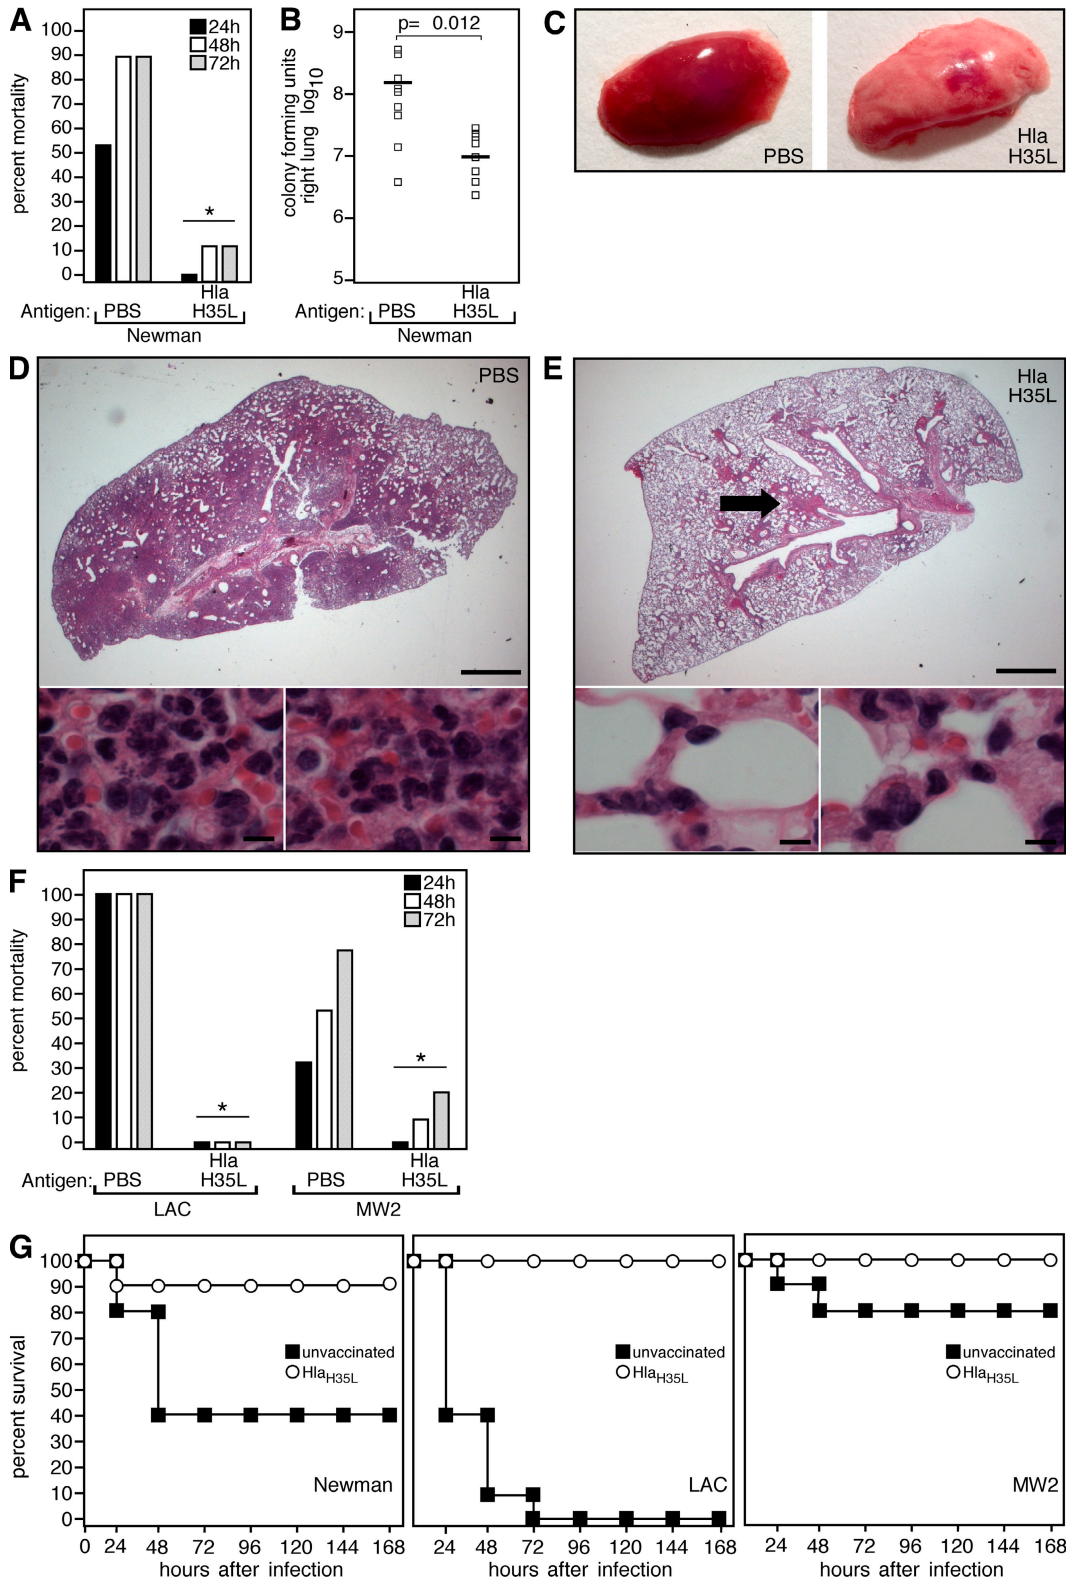 A
percent mortality
100
90
80
70
60
50
40
30
20
10
0
24h
48h
72h
*
Antigen: PBS
Hla
H35L
Newman
B
colony forming units
right lung log10
9
8
7
6
5
p= 0.012
PBS
Hla
H35L
Newman
C
PBS
Hla
H35L
D
PBS
E
Hla
H35L
F
percent mortality
100
90
80
70
60
50
40
30
20
10
0
24h
48h
72h
*
*
Antigen: PBS
Hla
H35L
PBS
Hla
H35L
LAC
MW2
G
percent survival
100
90
80
70
60
50
40
30
20
10
0
unvaccinated
HlaH35L
Newman
0 24 48 72 96 120 144 168
hours after infection
unvaccinated
HlaH35L
LAC
24 48 72 96 120 144 168
hours after infection
unvaccinated
HlaH35L
MW2
24 48 72 96 120 144 168
hours after infection